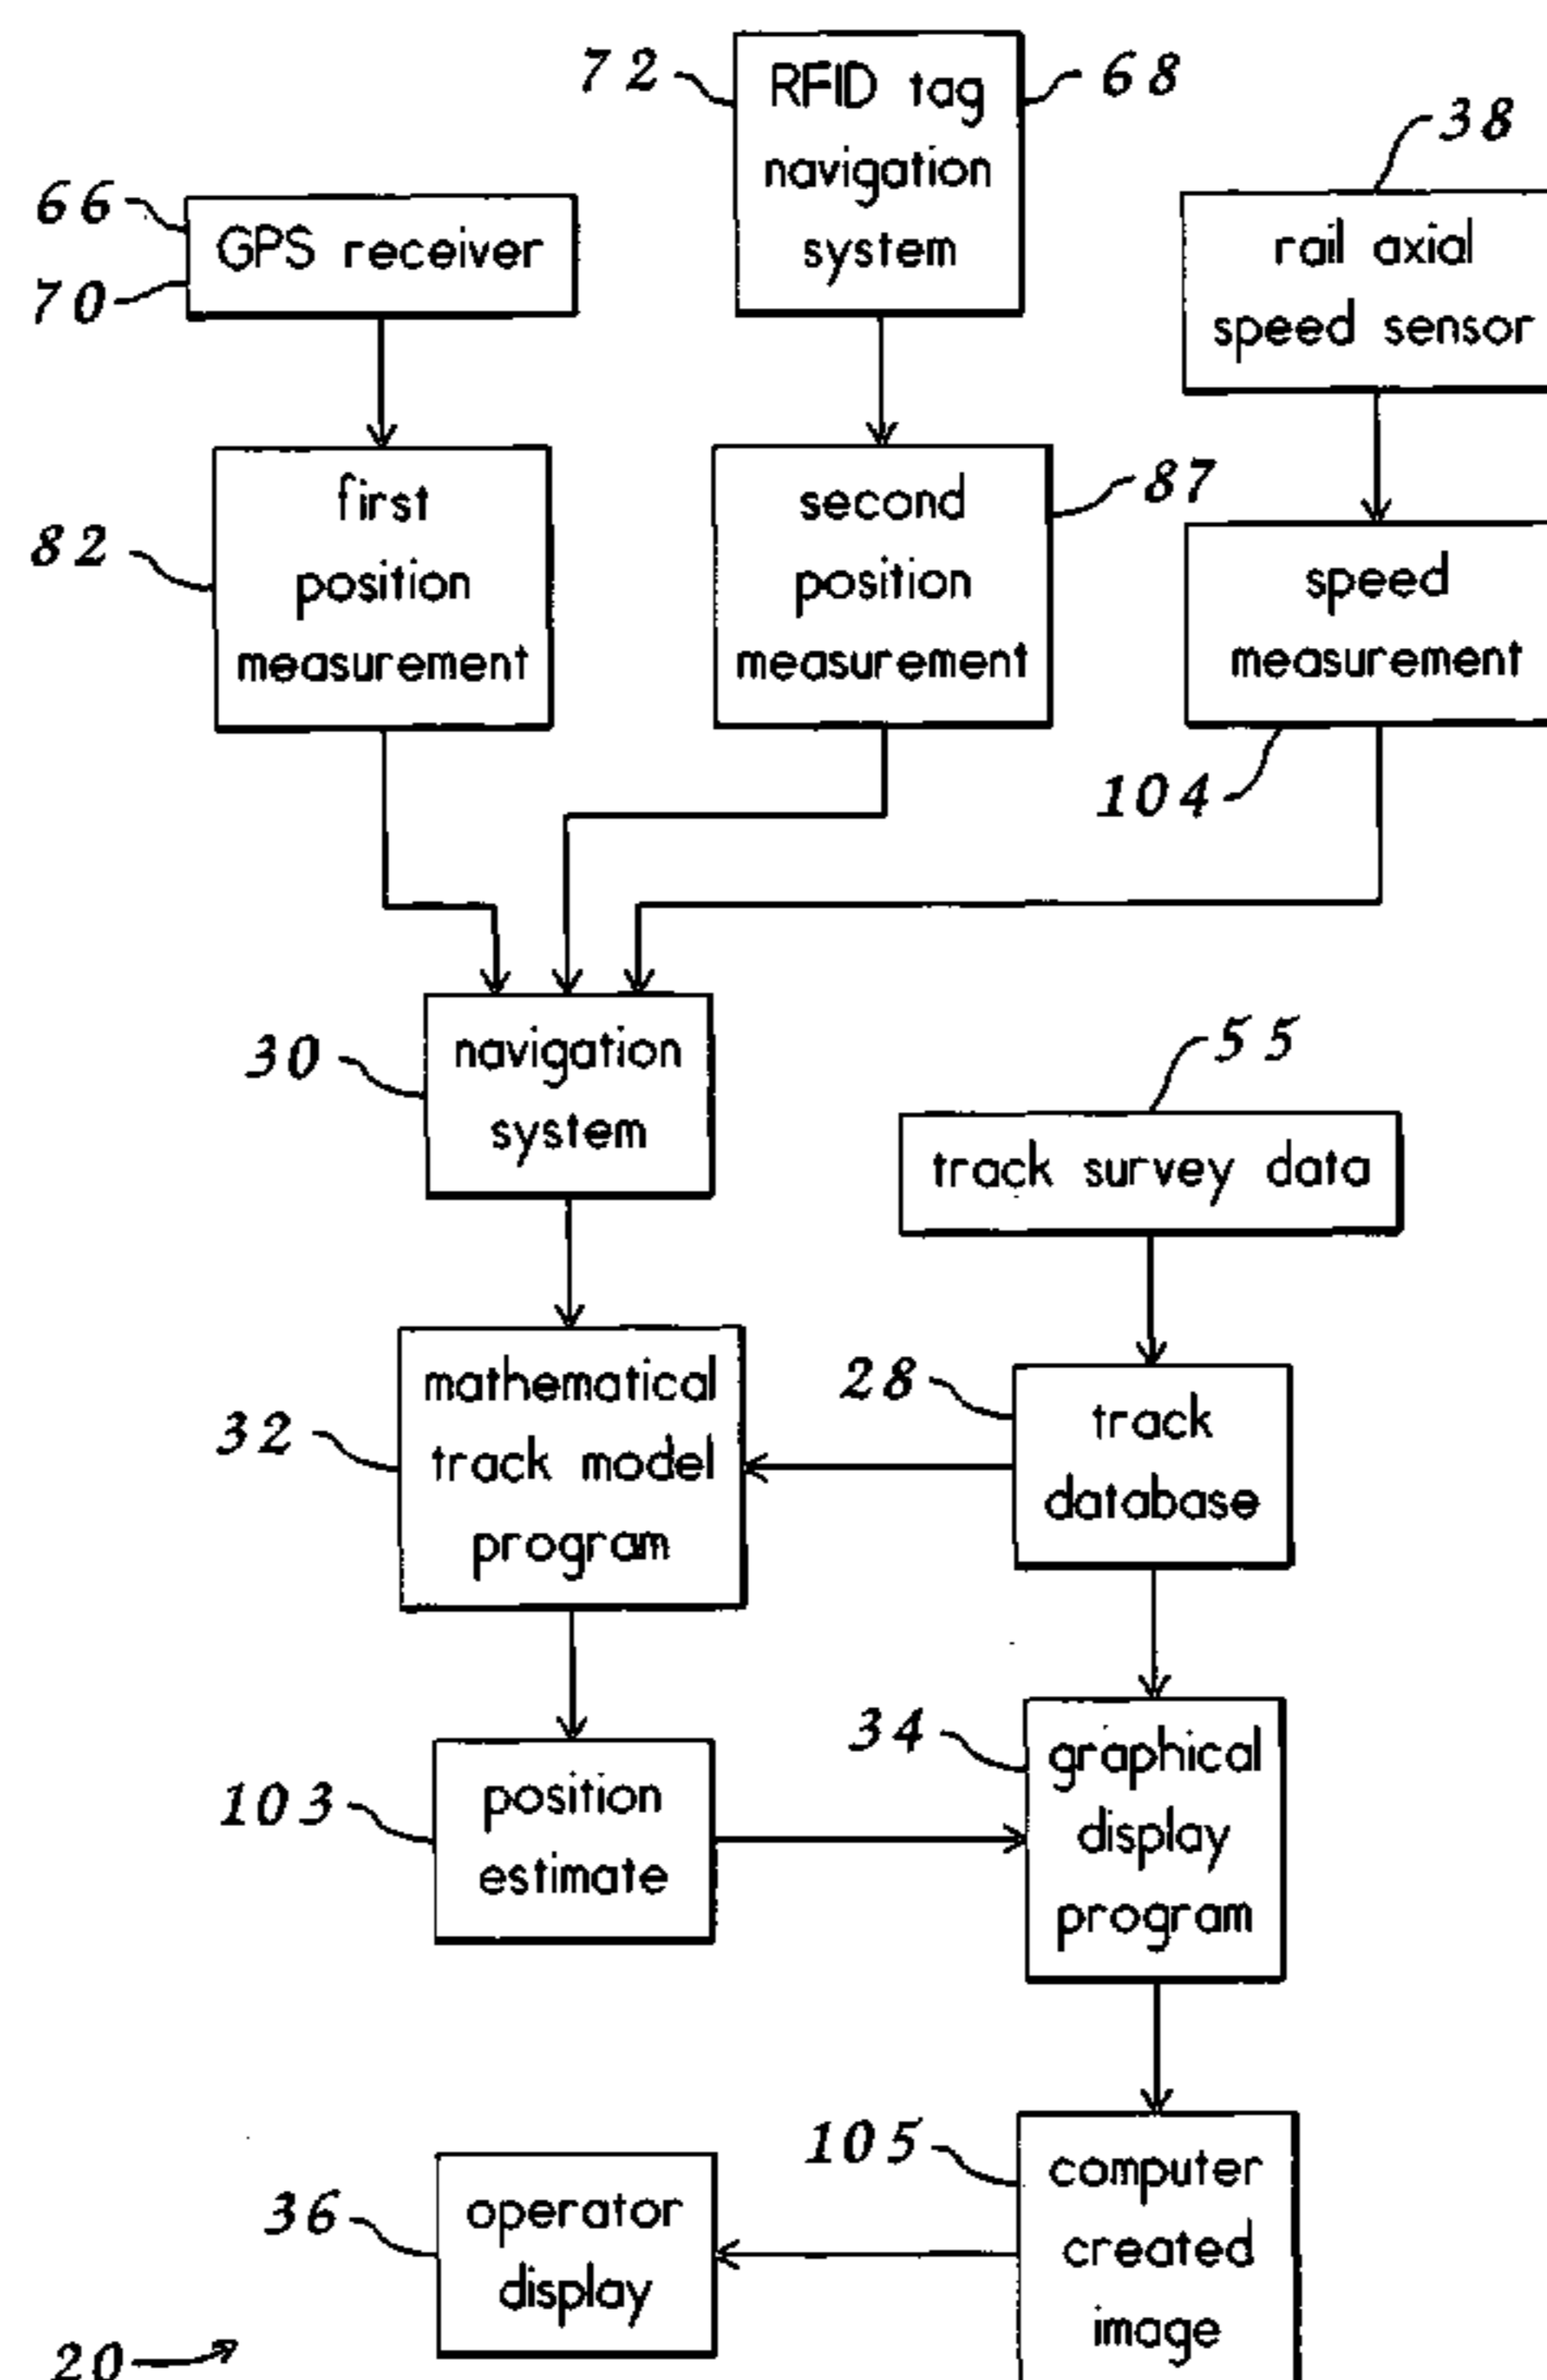 72
RFID tag
navigation
system
68
38
66
70
GPS receiver
rail axial
speed sensor
82
first
position
measurement
second
position
measurement
87
speed
measurement
104
30
navigation
system
55
track survey data
32
mathematical
track model
program
28
track
database
103
position
estimate
34
graphical
display
program
36
operator
display
105
computer
created
image
20